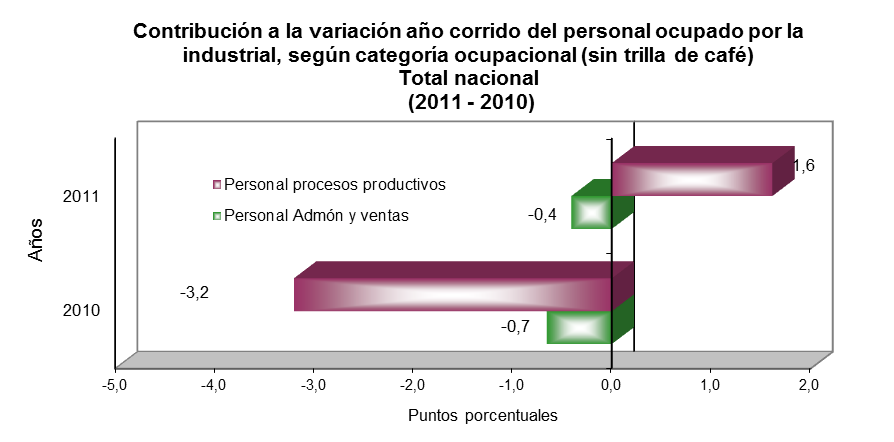 Contribución a la variación año corrido del personal ocupado por la
industrial, según categoría ocupacional (sin trilla de café)
Total nacional
(2011 - 2010)
1,6
Personal procesos productivos
2011
Personal Admón y ventas
-0,4
Años
-3,2
2010
-0,7
-5,0 -4,0 -3,0 -2,0 -1,0 0,0 1,0 2,0
Puntos porcentuales